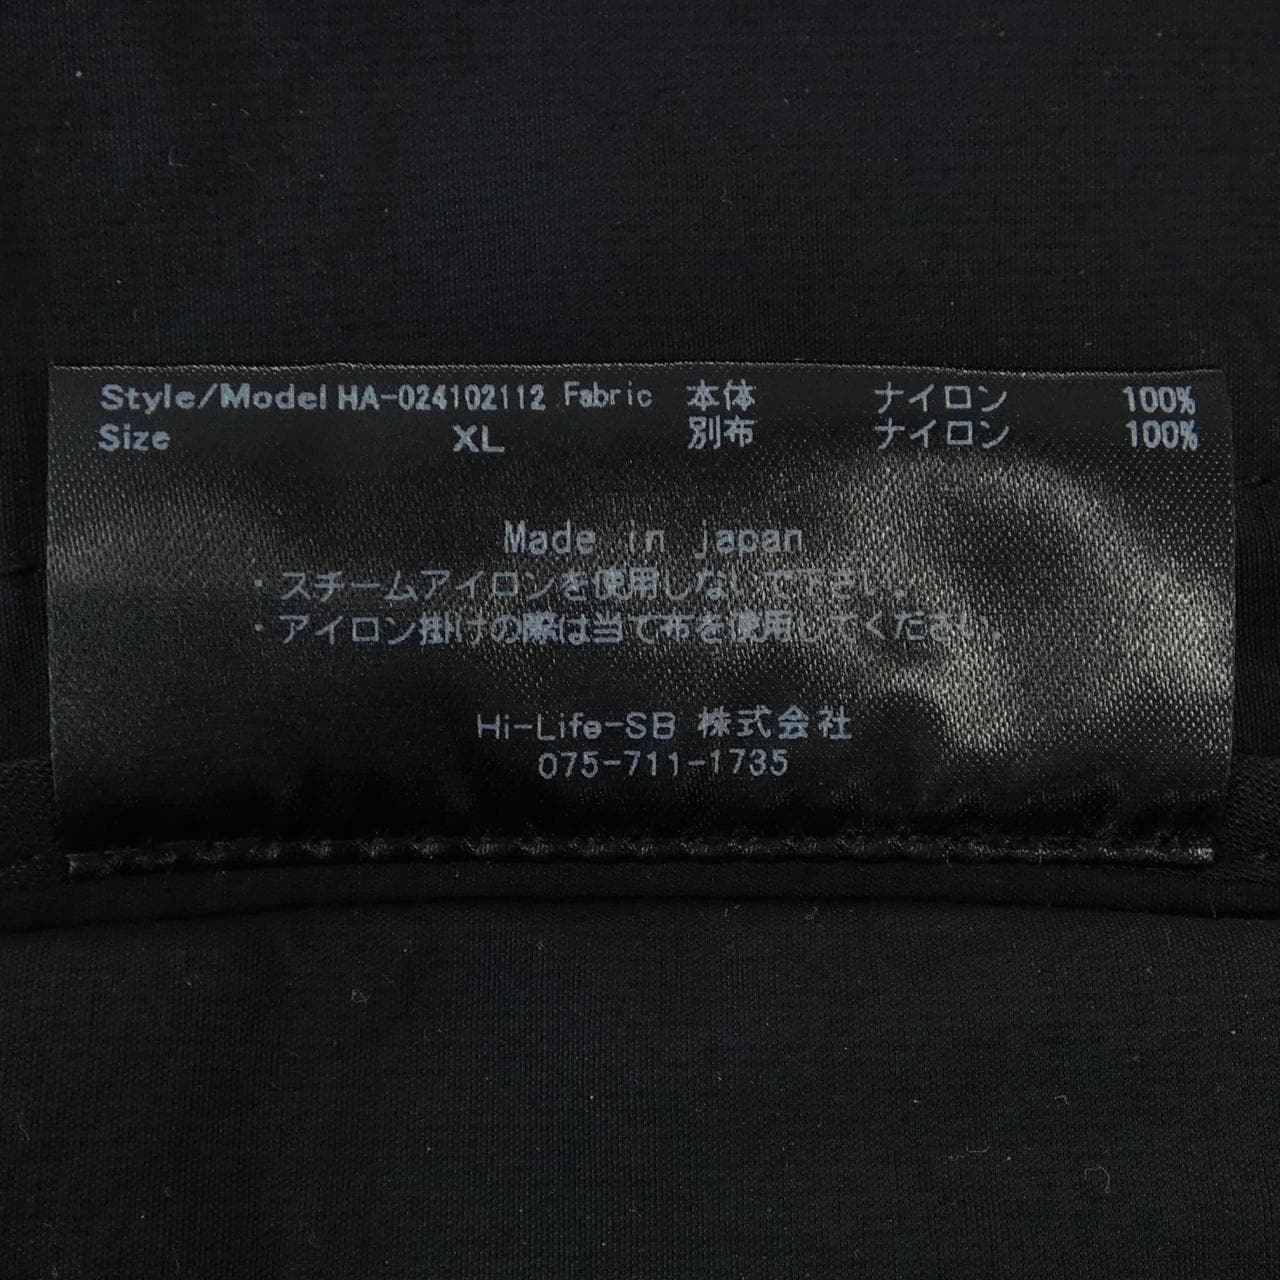 Style/Model HA-024102112 Fabric 本体 ナイロン 100%
Size XL 別布 ナイロン 100%
Made in japan
・スチームアイロンを使用しないで下さい。
・アイロン掛けの際は当て布を使用してください。
Hi-Life-SB 株式会社
075-711-1735